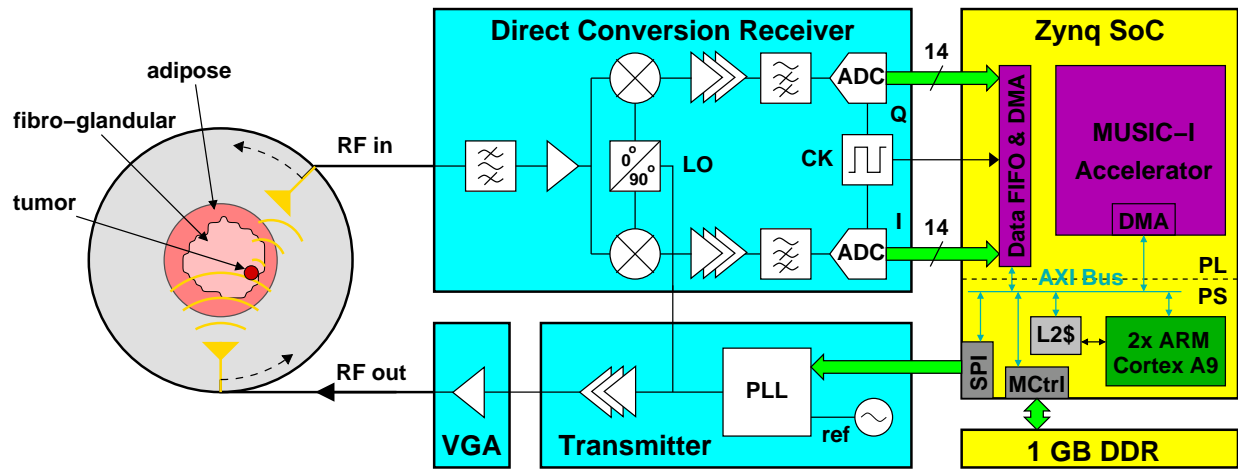 adipose
fibro−glandular
tumor
RF in
RF out
Direct Conversion Receiver
ADC
Q
LO
0°
90°
CK
I
ADC
14
14
VGA
Transmitter
PLL
ref
Zynq SoC
Data FIFO & DMA
MUSIC−I
Accelerator
DMA
AXI Bus
PL
PS
L2$
2x ARM
Cortex A9
SPI
MCtrl
1 GB DDR